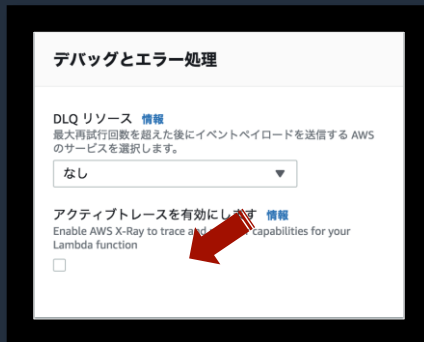 デバッグとエラー処理
DLQ リソース 情報
最大再試行回数を超えた後にイベントペイロードを送信する AWS
のサービスを選択します。
なし
アクティブトレースを有効にします 情報
Enable AWS X-Ray to trace and capabilities for your
Lambda function